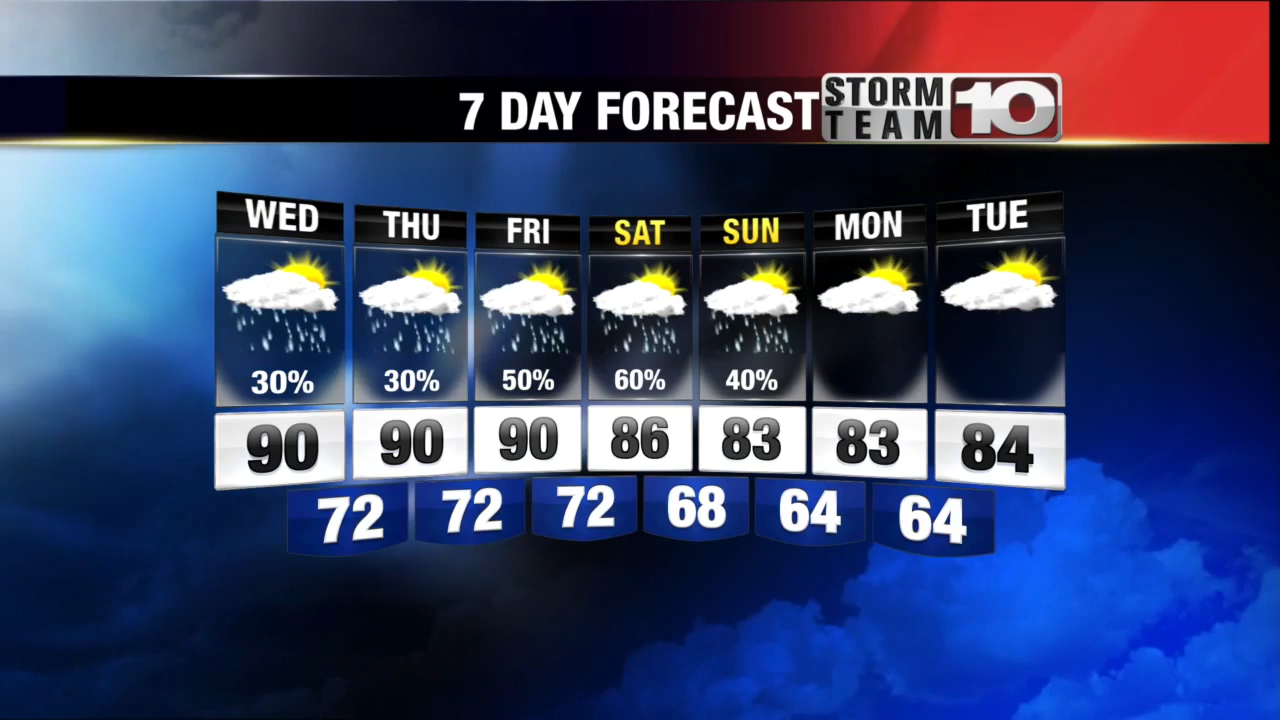 7 DAY FORECAST
STORM TEAM 10
WED THU FRI SAT SUN MON TUE
30% 30% 50% 60% 40%
90 90 90 86 83 83 84
72 72 72 68 64 64